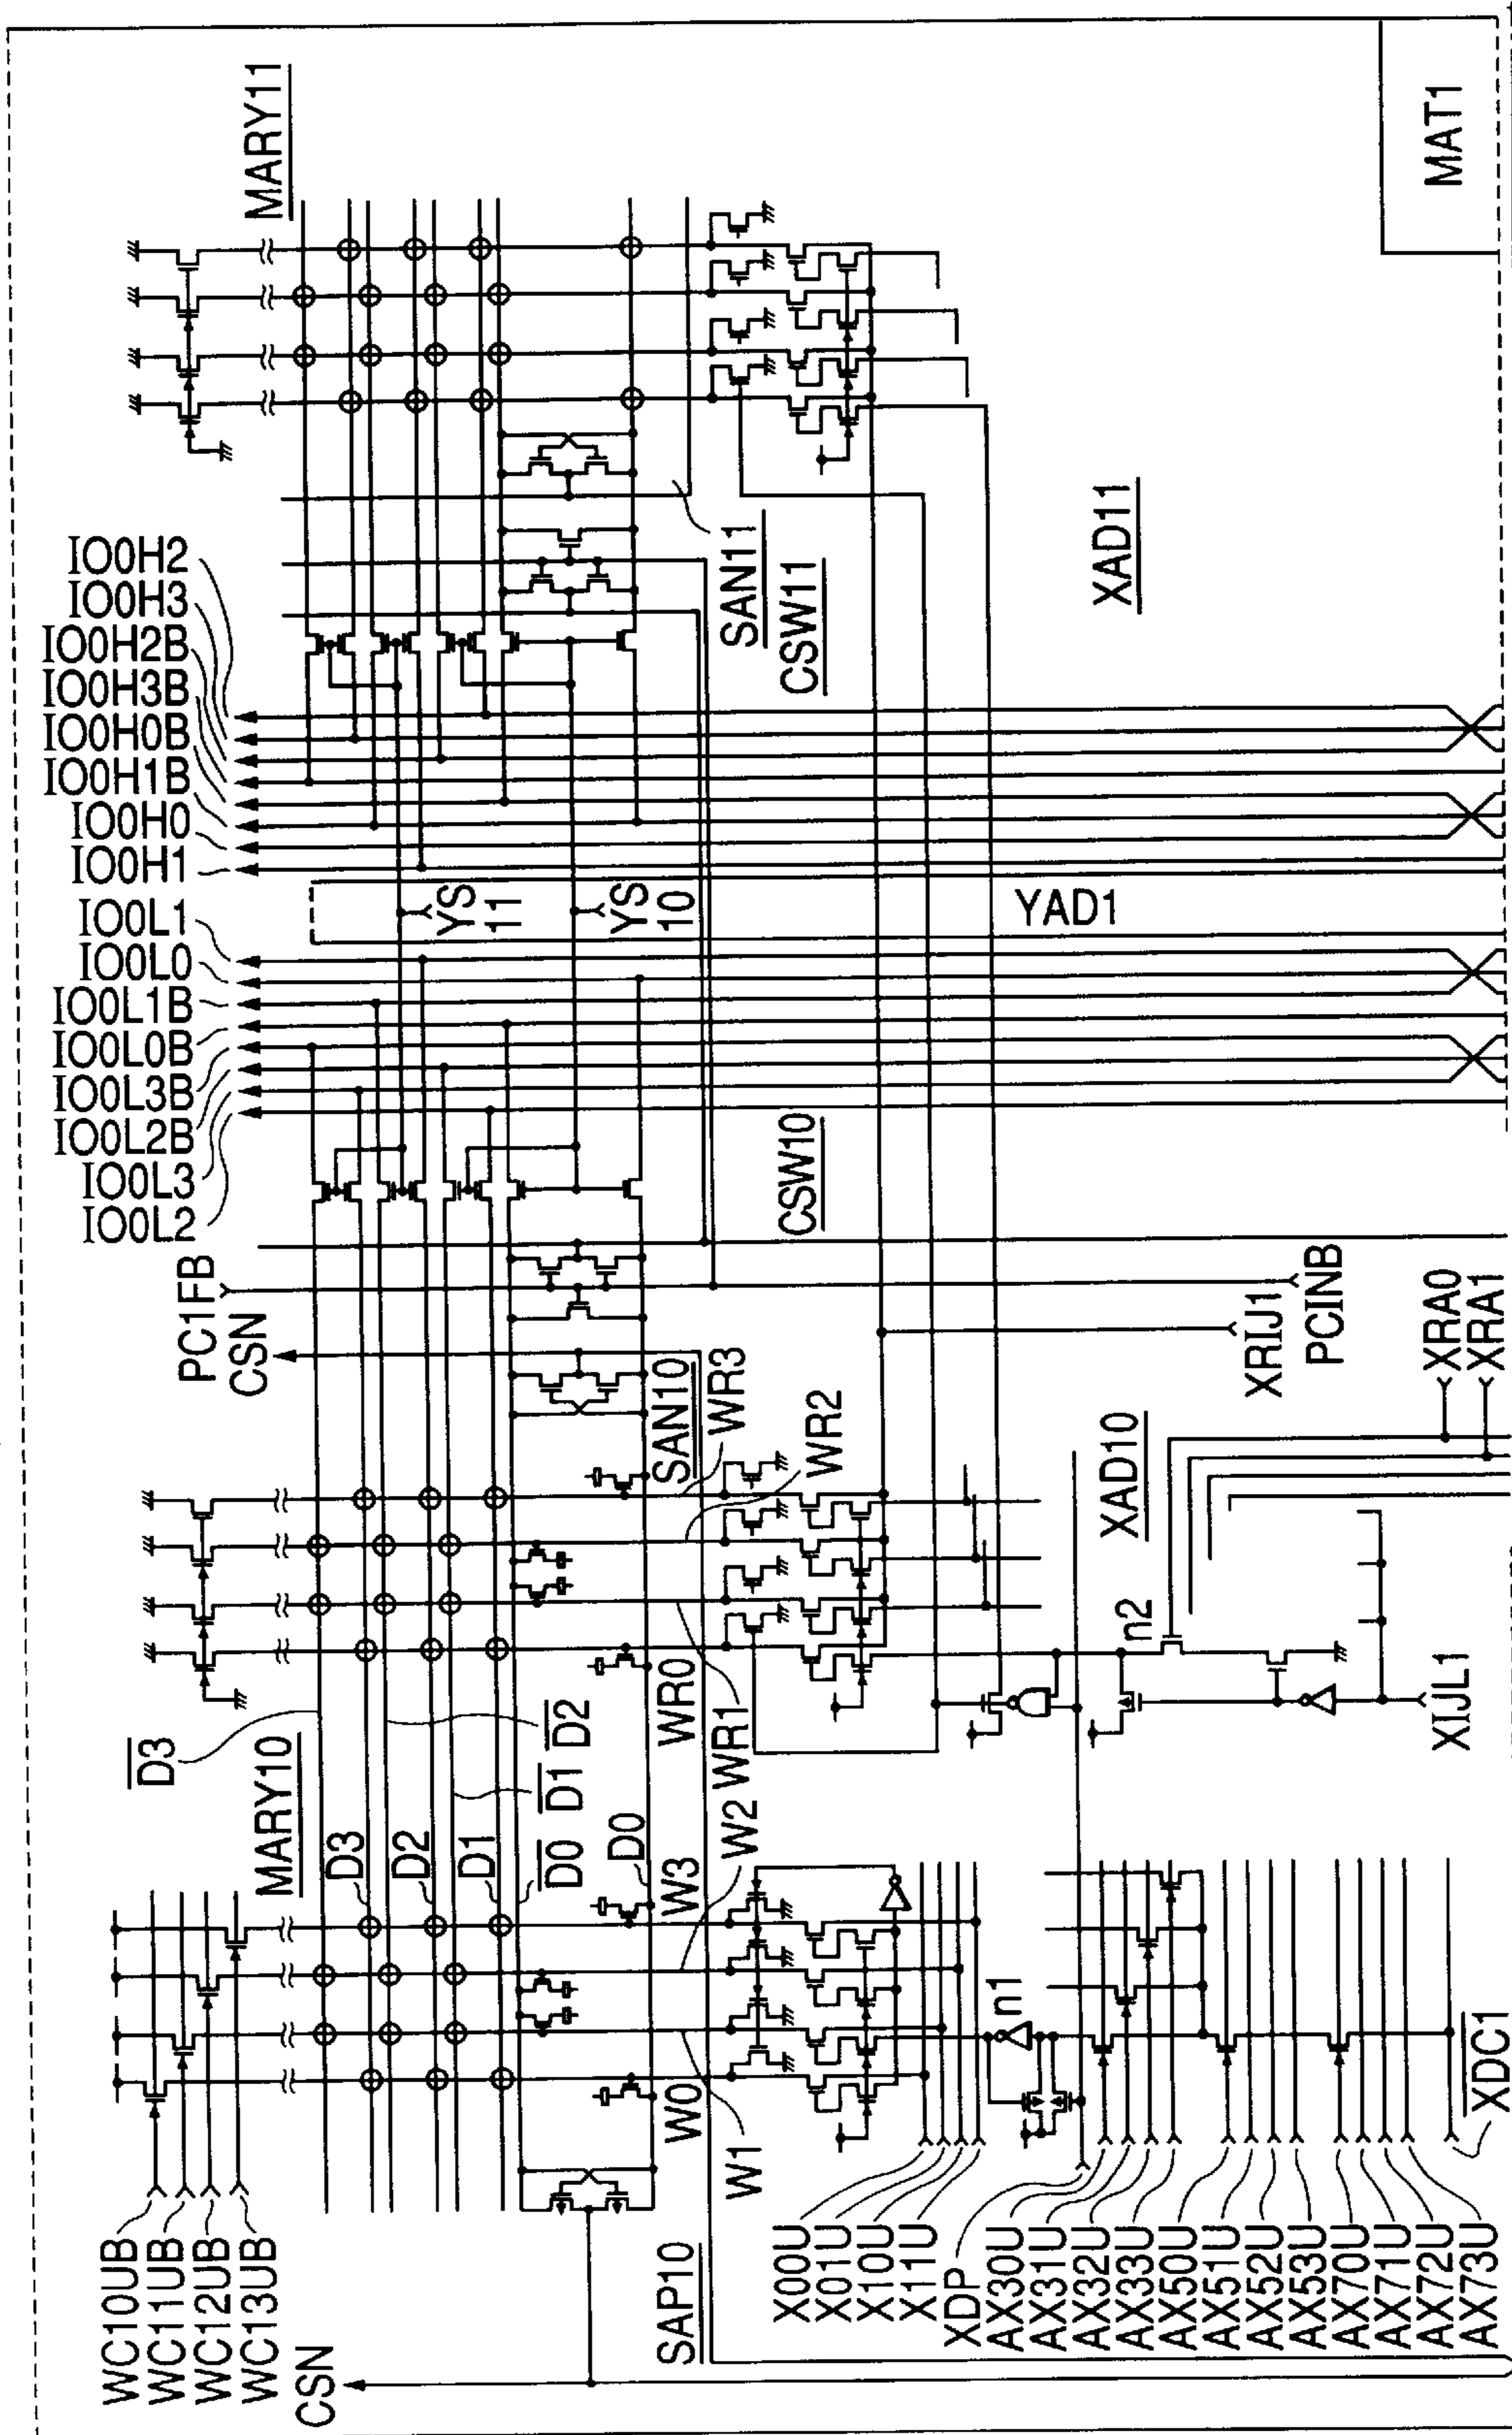 MARY11
MAT1
IO0H2
IO0H3
IO0H2B
IO0H3B
IO0H0B
IO0H1B
IO0H0
IO0H1
IO0L1
IO0L0
IO0L1B
IO0L0B
IO0L3B
IO0L2B
IO0L3
IO0L2
SAN11
CSW11
XAD11
YS
11
YS
10
YAD1
CSW10
PC1FB
CSN
XRIJ1
PCINB
XRA0
XRA1
SAN10
WR3
WR2
XAD10
n2
WR0
WR1
XIJL1
D3
MARY10
D2
D1
D3
D2
D1
D0
D0
W3
W2
W0
W1
n1
XDC1
WC10UB
WC11UB
WC12UB
WC13UB
CSN
SAP10
X00U
X01U
X10U
X11U
XDP
AX30U
AX31U
AX32U
AX33U
AX50U
AX51U
AX52U
AX53U
AX70U
AX71U
AX72U
AX73U